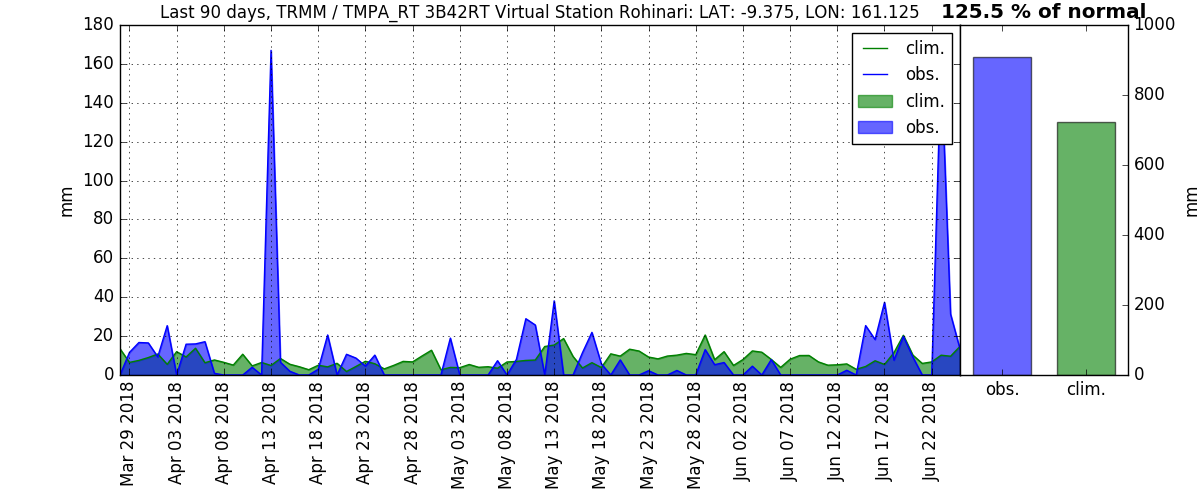 Last 90 days, TRMM / TMPA_RT 3B42RT Virtual Station Rohinari: LAT: -9.375, LON: 161.125
125.5 % of normal
180
160
140
120
100
80
60
40
20
0
mm
clim.
obs.
clim.
obs.
1000
800
600
400
200
0
mm
Mar 29 2018
Apr 03 2018
Apr 08 2018
Apr 13 2018
Apr 18 2018
Apr 23 2018
Apr 28 2018
May 03 2018
May 08 2018
May 13 2018
May 18 2018
May 23 2018
May 28 2018
Jun 02 2018
Jun 07 2018
Jun 12 2018
Jun 17 2018
Jun 22 2018
obs.
clim.